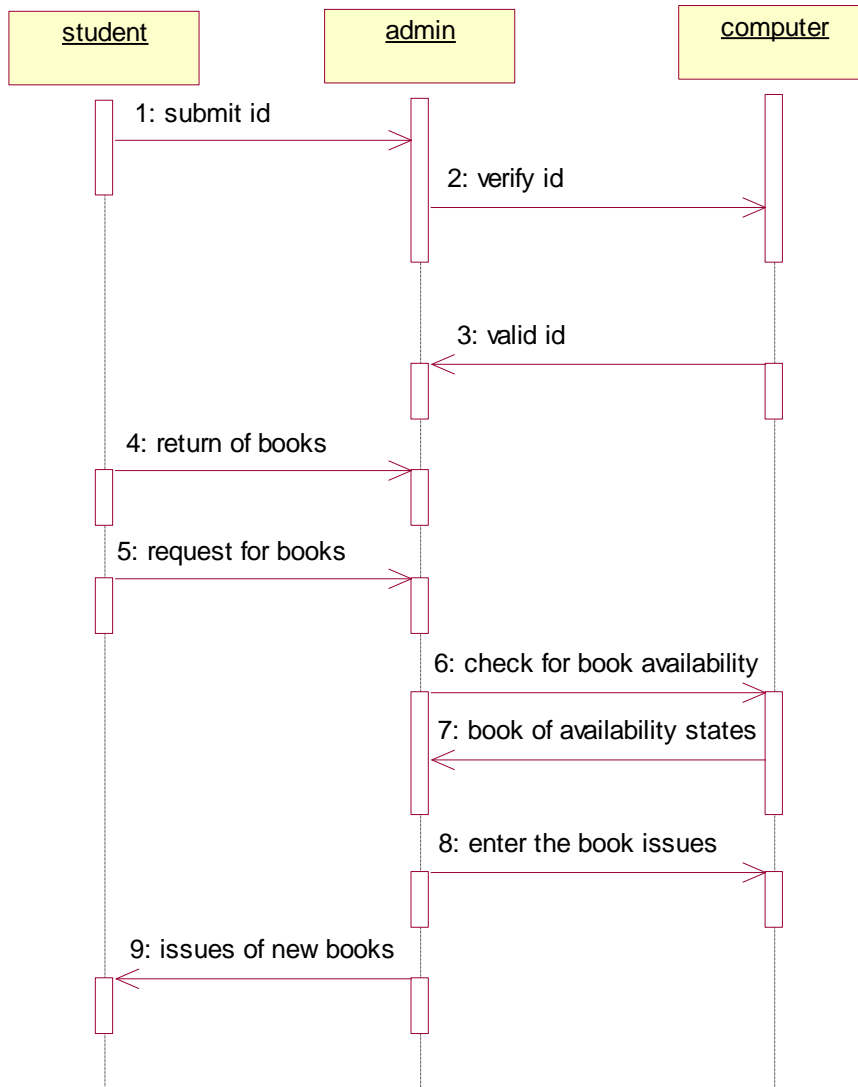 student
admin
computer
1: submit id
2: verify id
3: valid id
4: return of books
5: request for books
6: check for book availability
7: book of availability states
8: enter the book issues
9: issues of new books